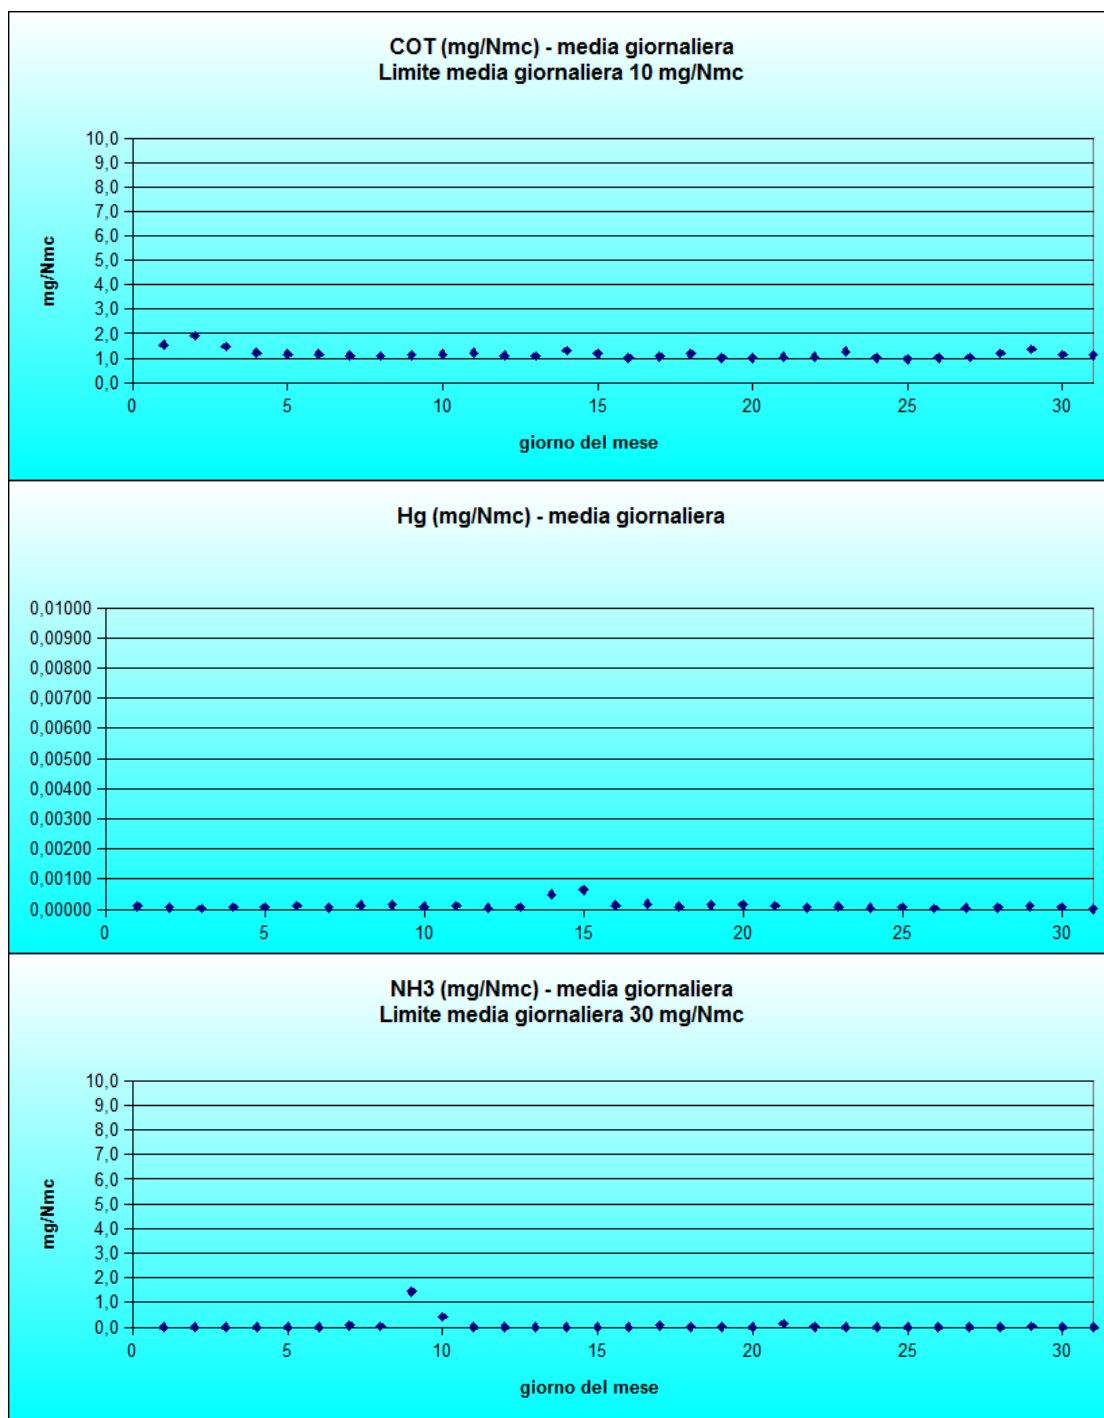 COT (mg/Nmc) - media giornaliera
Limite media giornaliera 10 mg/Nmc
10,0
9,0
8,0
7,0
6,0
5,0
4,0
3,0
2,0
1,0
0,0
mg/Nmc
0 5 10 15 20 25 30
giorno del mese
Hg (mg/Nmc) - media giornaliera
0,01000
0,00900
0,00800
0,00700
0,00600
0,00500
0,00400
0,00300
0,00200
0,00100
0,00000
0 5 10 15 20 25 30
NH3 (mg/Nmc) - media giornaliera
Limite media giornaliera 30 mg/Nmc
10,0
9,0
8,0
7,0
6,0
5,0
4,0
3,0
2,0
1,0
0,0
mg/Nmc
0 5 10 15 20 25 30
giorno del mese